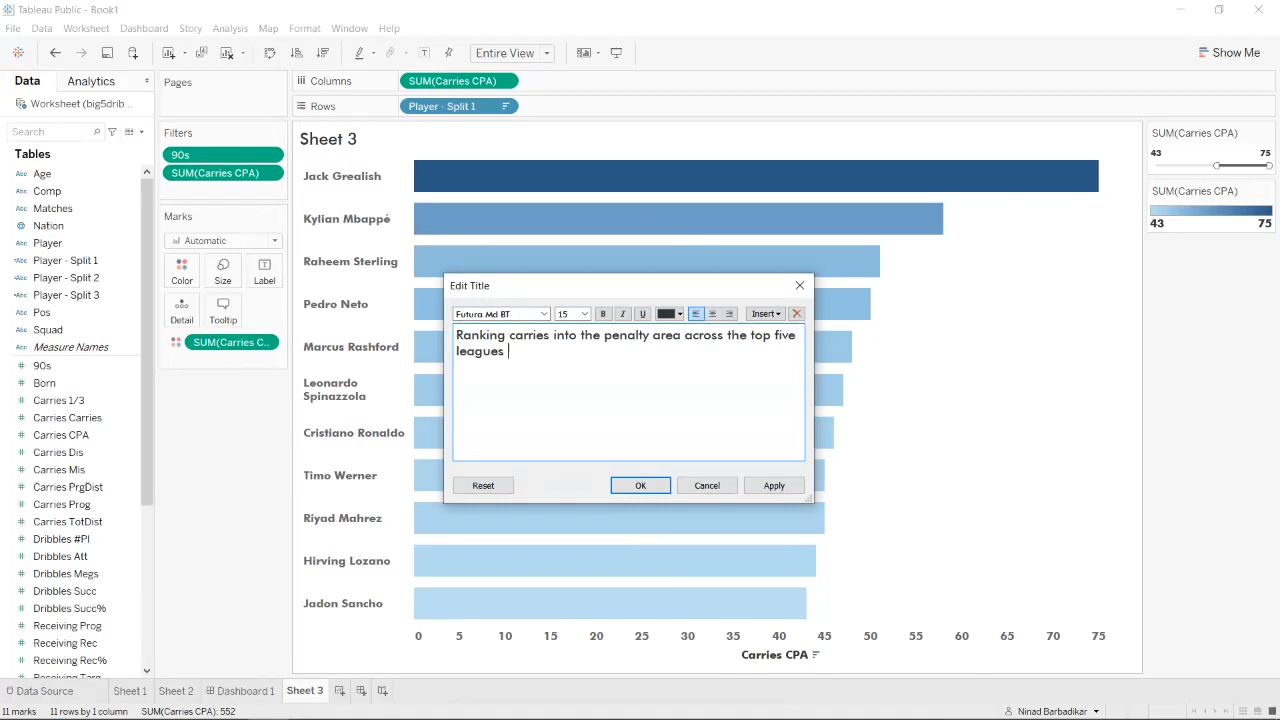 Tableau Public - Book1
File Data Worksheet Dashboard Story Analysis Map Format Window Help
Entire View
Show Me
Data Analytics
Worksheet (big5drib...
Search
Tables
Age
Comp
Matches
Nation
Player
Player - Split 1
Player - Split 2
Player - Split 3
Pos
Squad
Measure Names
90s
Born
Carries 1/3
Carries Carries
Carries CPA
Carries Dis
Carries Mis
Carries PrgDist
Carries Prog
Carries TotDist
Dribbles #Pl
Dribbles Att
Dribbles Megs
Dribbles Succ
Dribbles Succ%
Receiving Prog
Receiving Rec
Receiving Rec%
Receiving Targ
Pages
Filters
90s
SUM(Carries CPA)
Marks
Automatic
Color Size Label
Detail Tooltip
SUM(Carries C..
Columns SUM(Carries CPA)
Rows Player - Split 1
Sheet 3
Jack Grealish
Kylian Mbappé
Raheem Sterling
Pedro Neto
Marcus Rashford
Leonardo
Spinazzola
Cristiano Ronaldo
Timo Werner
Riyad Mahrez
Hirving Lozano
Jadon Sancho
0 5 10 15 20 25 30 35 40 45 50 55 60 65 70 75
Carries CPA
Edit Title
Futura Md BT 15 B I U Insert
Ranking carries into the penalty area across the top five
leagues
Reset OK Cancel Apply
SUM(Carries CPA)
43 75
SUM(Carries CPA)
43 75
Data Source Sheet 1 Sheet 2 Dashboard 1 Sheet 3
11 marks 11 rows by 1 column SUM(Carries CPA): 552
Ninad Barbadikar